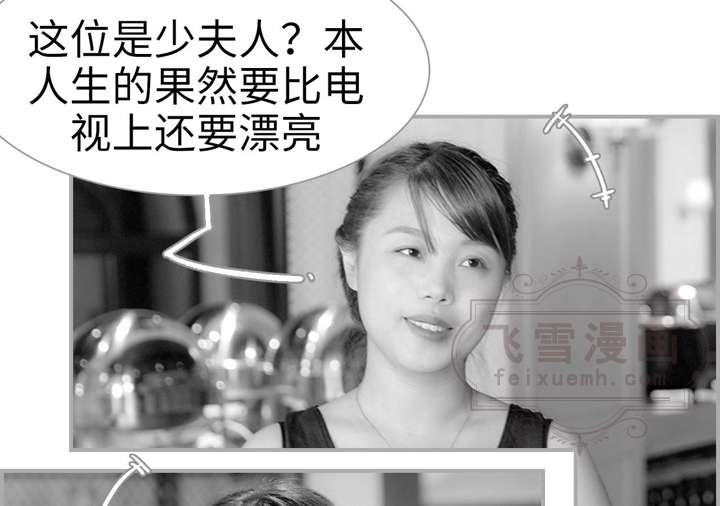 这位是少夫人？本
人生的果然要比电
视上还要漂亮
飞雪漫画
feixuemh.com